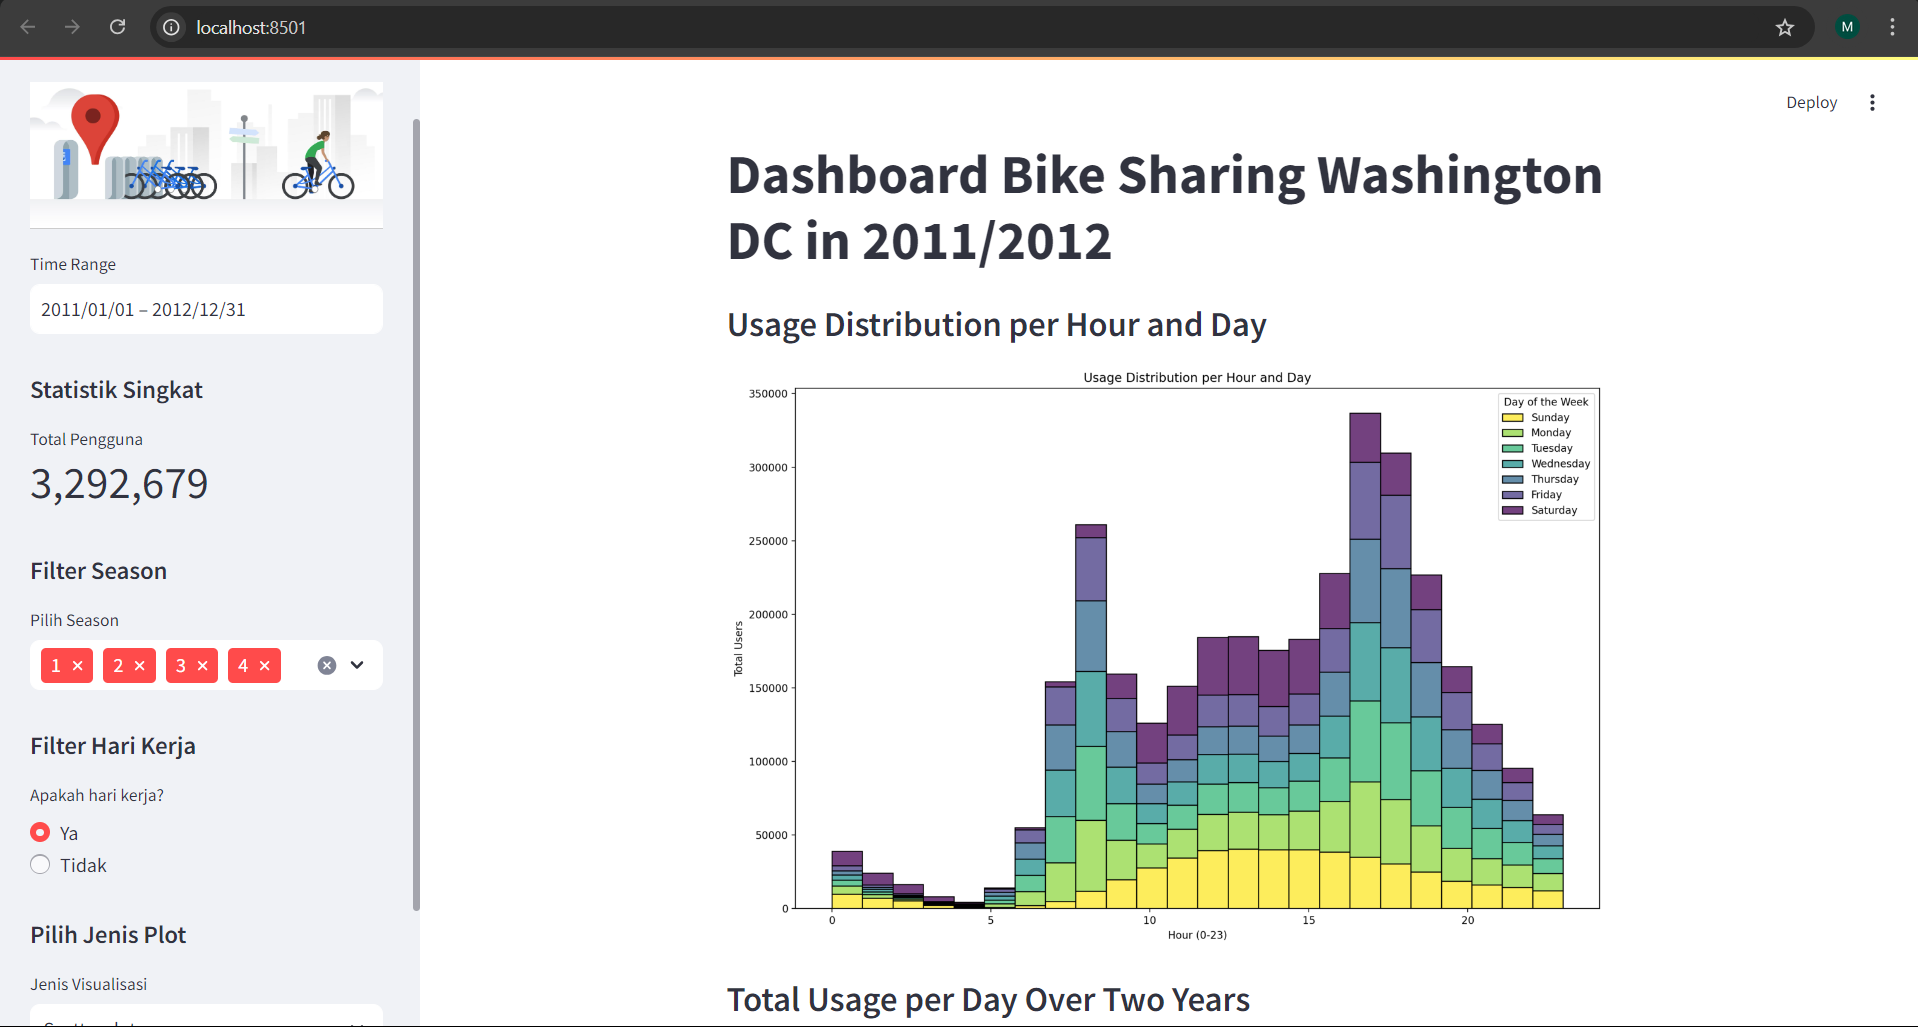 localhost:8501
M
Deploy
Time Range
2011/01/01 – 2012/12/31
Statistik Singkat
Total Pengguna
3,292,679
Filter Season
Pilih Season
1 2 3 4
Filter Hari Kerja
Apakah hari kerja?
Ya
Tidak
Pilih Jenis Plot
Jenis Visualisasi
Dashboard Bike Sharing Washington
DC in 2011/2012
Usage Distribution per Hour and Day
Usage Distribution per Hour and Day
350000
300000
250000
200000
150000
100000
50000
0
Total Users
Day of the Week
Sunday
Monday
Tuesday
Wednesday
Thursday
Friday
Saturday
0 5 10 15 20
Hour (0-23)
Total Usage per Day Over Two Years